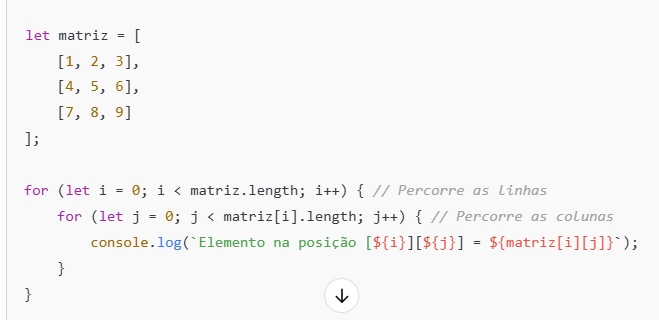 let matriz = [
    [1, 2, 3],
    [4, 5, 6],
    [7, 8, 9]
];
for (let i = 0; i < matriz.length; i++) { // Percorre as linhas
    for (let j = 0; j < matriz[i].length; j++) { // Percorre as colunas
        console.log(`Elemento na posição [${i}][${j}] = ${matriz[i][j]}`);
    }
}